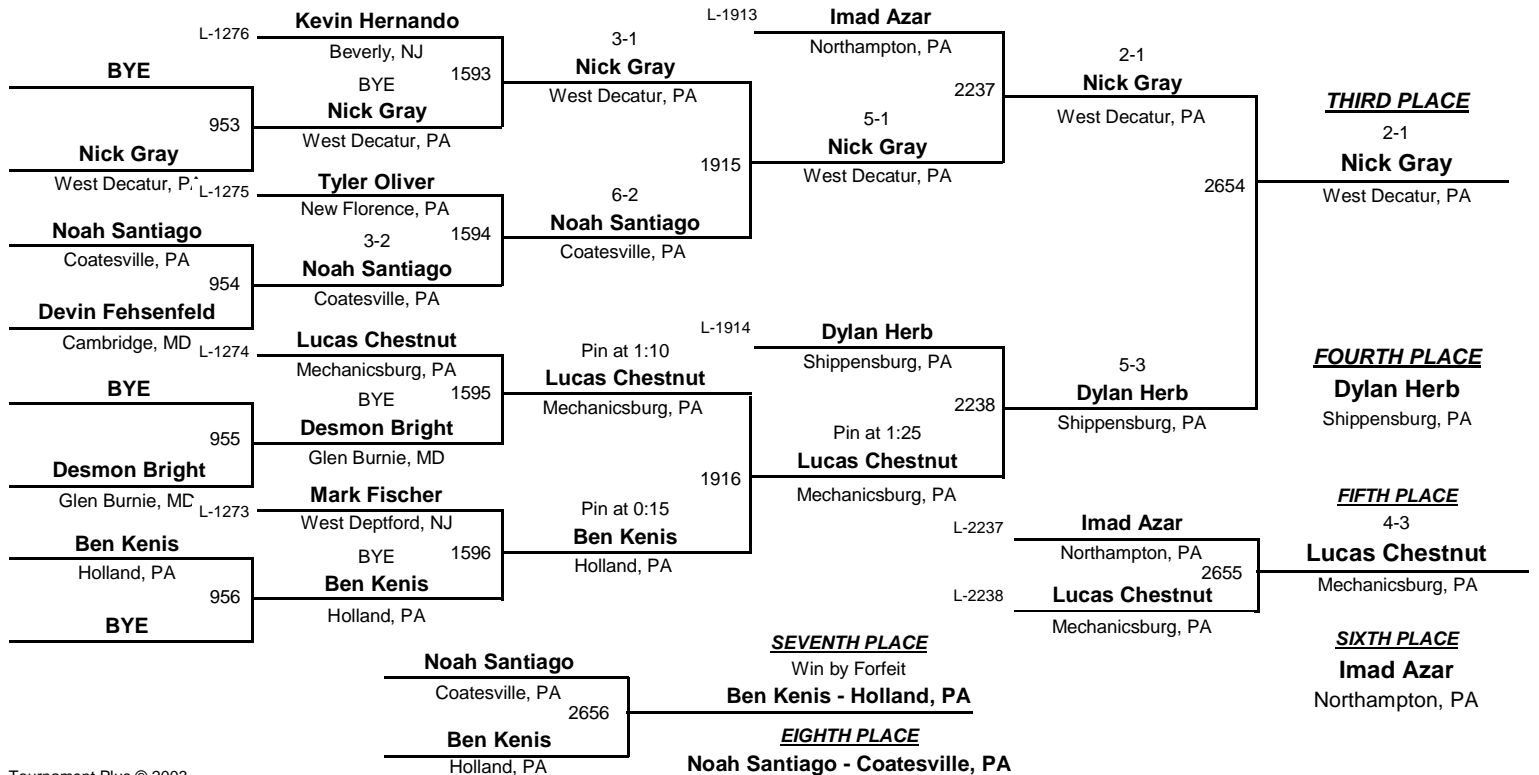 L-1276
Kevin Hernando
Beverly, NJ
BYE
1593
BYE
953
Nick Gray
West Decatur, PA
Nick Gray
West Decatur, PA
L-1275
Tyler Oliver
New Florence, PA
Noah Santiago
Coatesville, PA
3-2
1594
954
Noah Santiago
Coatesville, PA
Devin Fehsenfeld
Cambridge, MD
L-1274
Lucas Chestnut
Mechanicsburg, PA
BYE
BYE
1595
955
Desmon Bright
Glen Burnie, MD
Desmon Bright
Glen Burnie, MD
L-1273
Mark Fischer
West Deptford, NJ
Ben Kenis
Holland, PA
BYE
1596
956
Ben Kenis
Holland, PA
BYE
3-1
Nick Gray
West Decatur, PA
1915
6-2
Noah Santiago
Coatesville, PA
Pin at 1:10
Lucas Chestnut
Mechanicsburg, PA
1916
Pin at 0:15
Ben Kenis
Holland, PA
L-1913
Imad Azar
Northampton, PA
2237
5-1
Nick Gray
West Decatur, PA
L-1914
Dylan Herb
Shippensburg, PA
2238
Pin at 1:25
Lucas Chestnut
Mechanicsburg, PA
2-1
Nick Gray
West Decatur, PA
2654
5-3
Dylan Herb
Shippensburg, PA
THIRD PLACE
2-1
Nick Gray
West Decatur, PA
FOURTH PLACE
Dylan Herb
Shippensburg, PA
L-2237
Imad Azar
Northampton, PA
2655
L-2238
Lucas Chestnut
Mechanicsburg, PA
FIFTH PLACE
4-3
Lucas Chestnut
Mechanicsburg, PA
SIXTH PLACE
Imad Azar
Northampton, PA
Noah Santiago
Coatesville, PA
2656
Ben Kenis
Holland, PA
SEVENTH PLACE
Win by Forfeit
Ben Kenis - Holland, PA
EIGHTH PLACE
Noah Santiago - Coatesville, PA
Tournament Plus © 2002